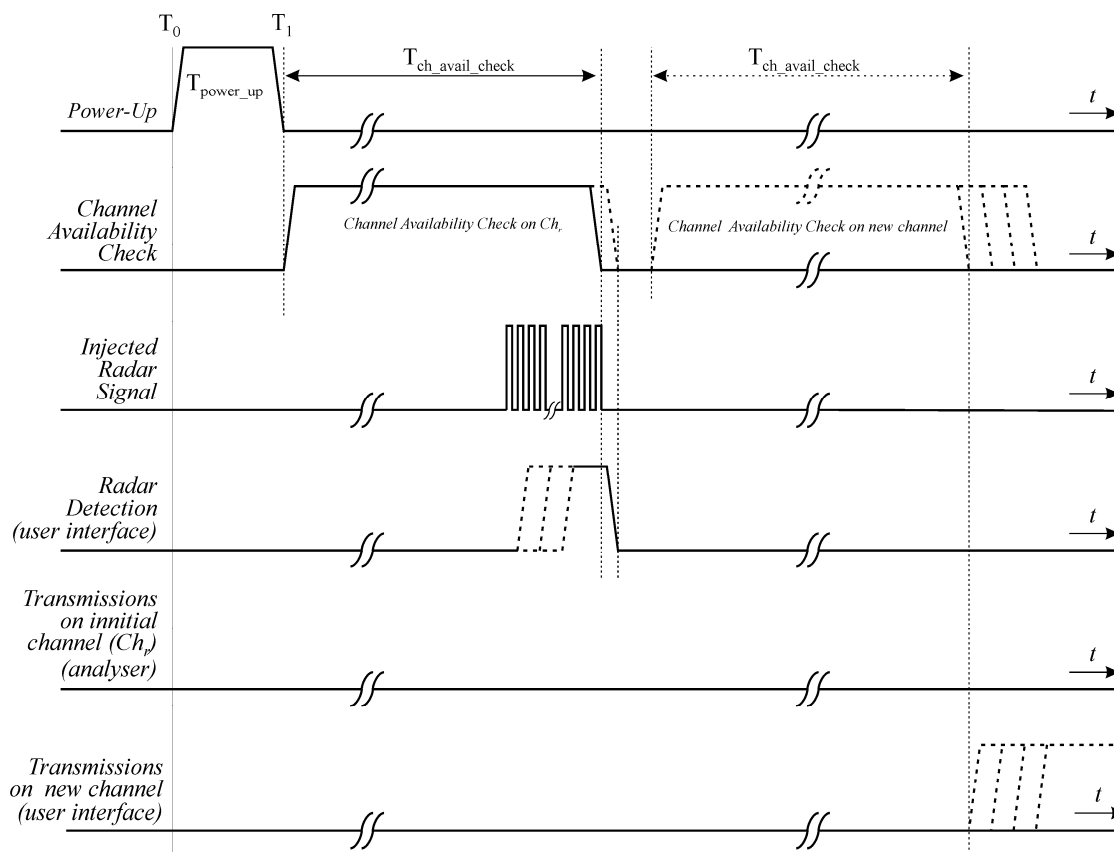 T0 T1
Tch_avail_check Tch_avail_check
Tpower_up
Power-Up
t
Channel
Availability
Check
Channel Availability Check on Chr
Channel Availability Check on new channel
t
Injected
Radar
Signal
t
Radar
Detection
(user interface)
t
Transmissions
on innitial
channel (Chr)
(analyser)
t
Transmissions
on new channel
(user interface)
t